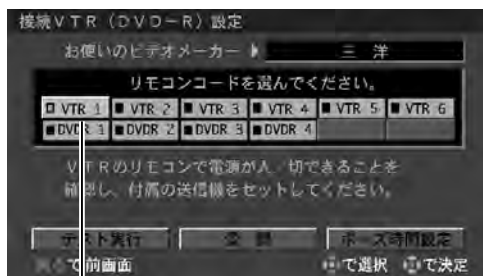 接続VTR（DVD-R）設定
お使いのビデオメーカー 三 洋
リモコンコードを選んでください。
VTR 1 VTR 2 VTR 3 VTR 4 VTR 5 VTR 6
DVDR 1 DVDR 2 DVDR 3 DVDR 4
VTRのリモコンで電源が入／切できることを
確認し、付属の送信機をセットしてください。
テスト実行 登 録 ポーズ時間設定
戻るで前画面 で選択 で決定